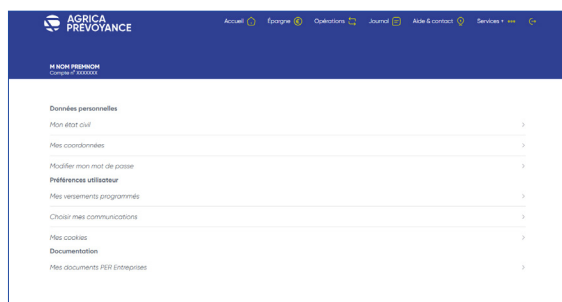 AGRICA
PRÉVOYANCE
Accueil Épargne Opérations Journal Aide & contact Services +
M NOM PREMNOM
Compte n° XXXXXXX
Données personnelles
Mon état civil
Mes coordonnées
Modifier mon mot de passe
Préférences utilisateur
Mes versements programmés
Choisir mes communications
Mes cookies
Documentation
Mes documents PER Entreprises